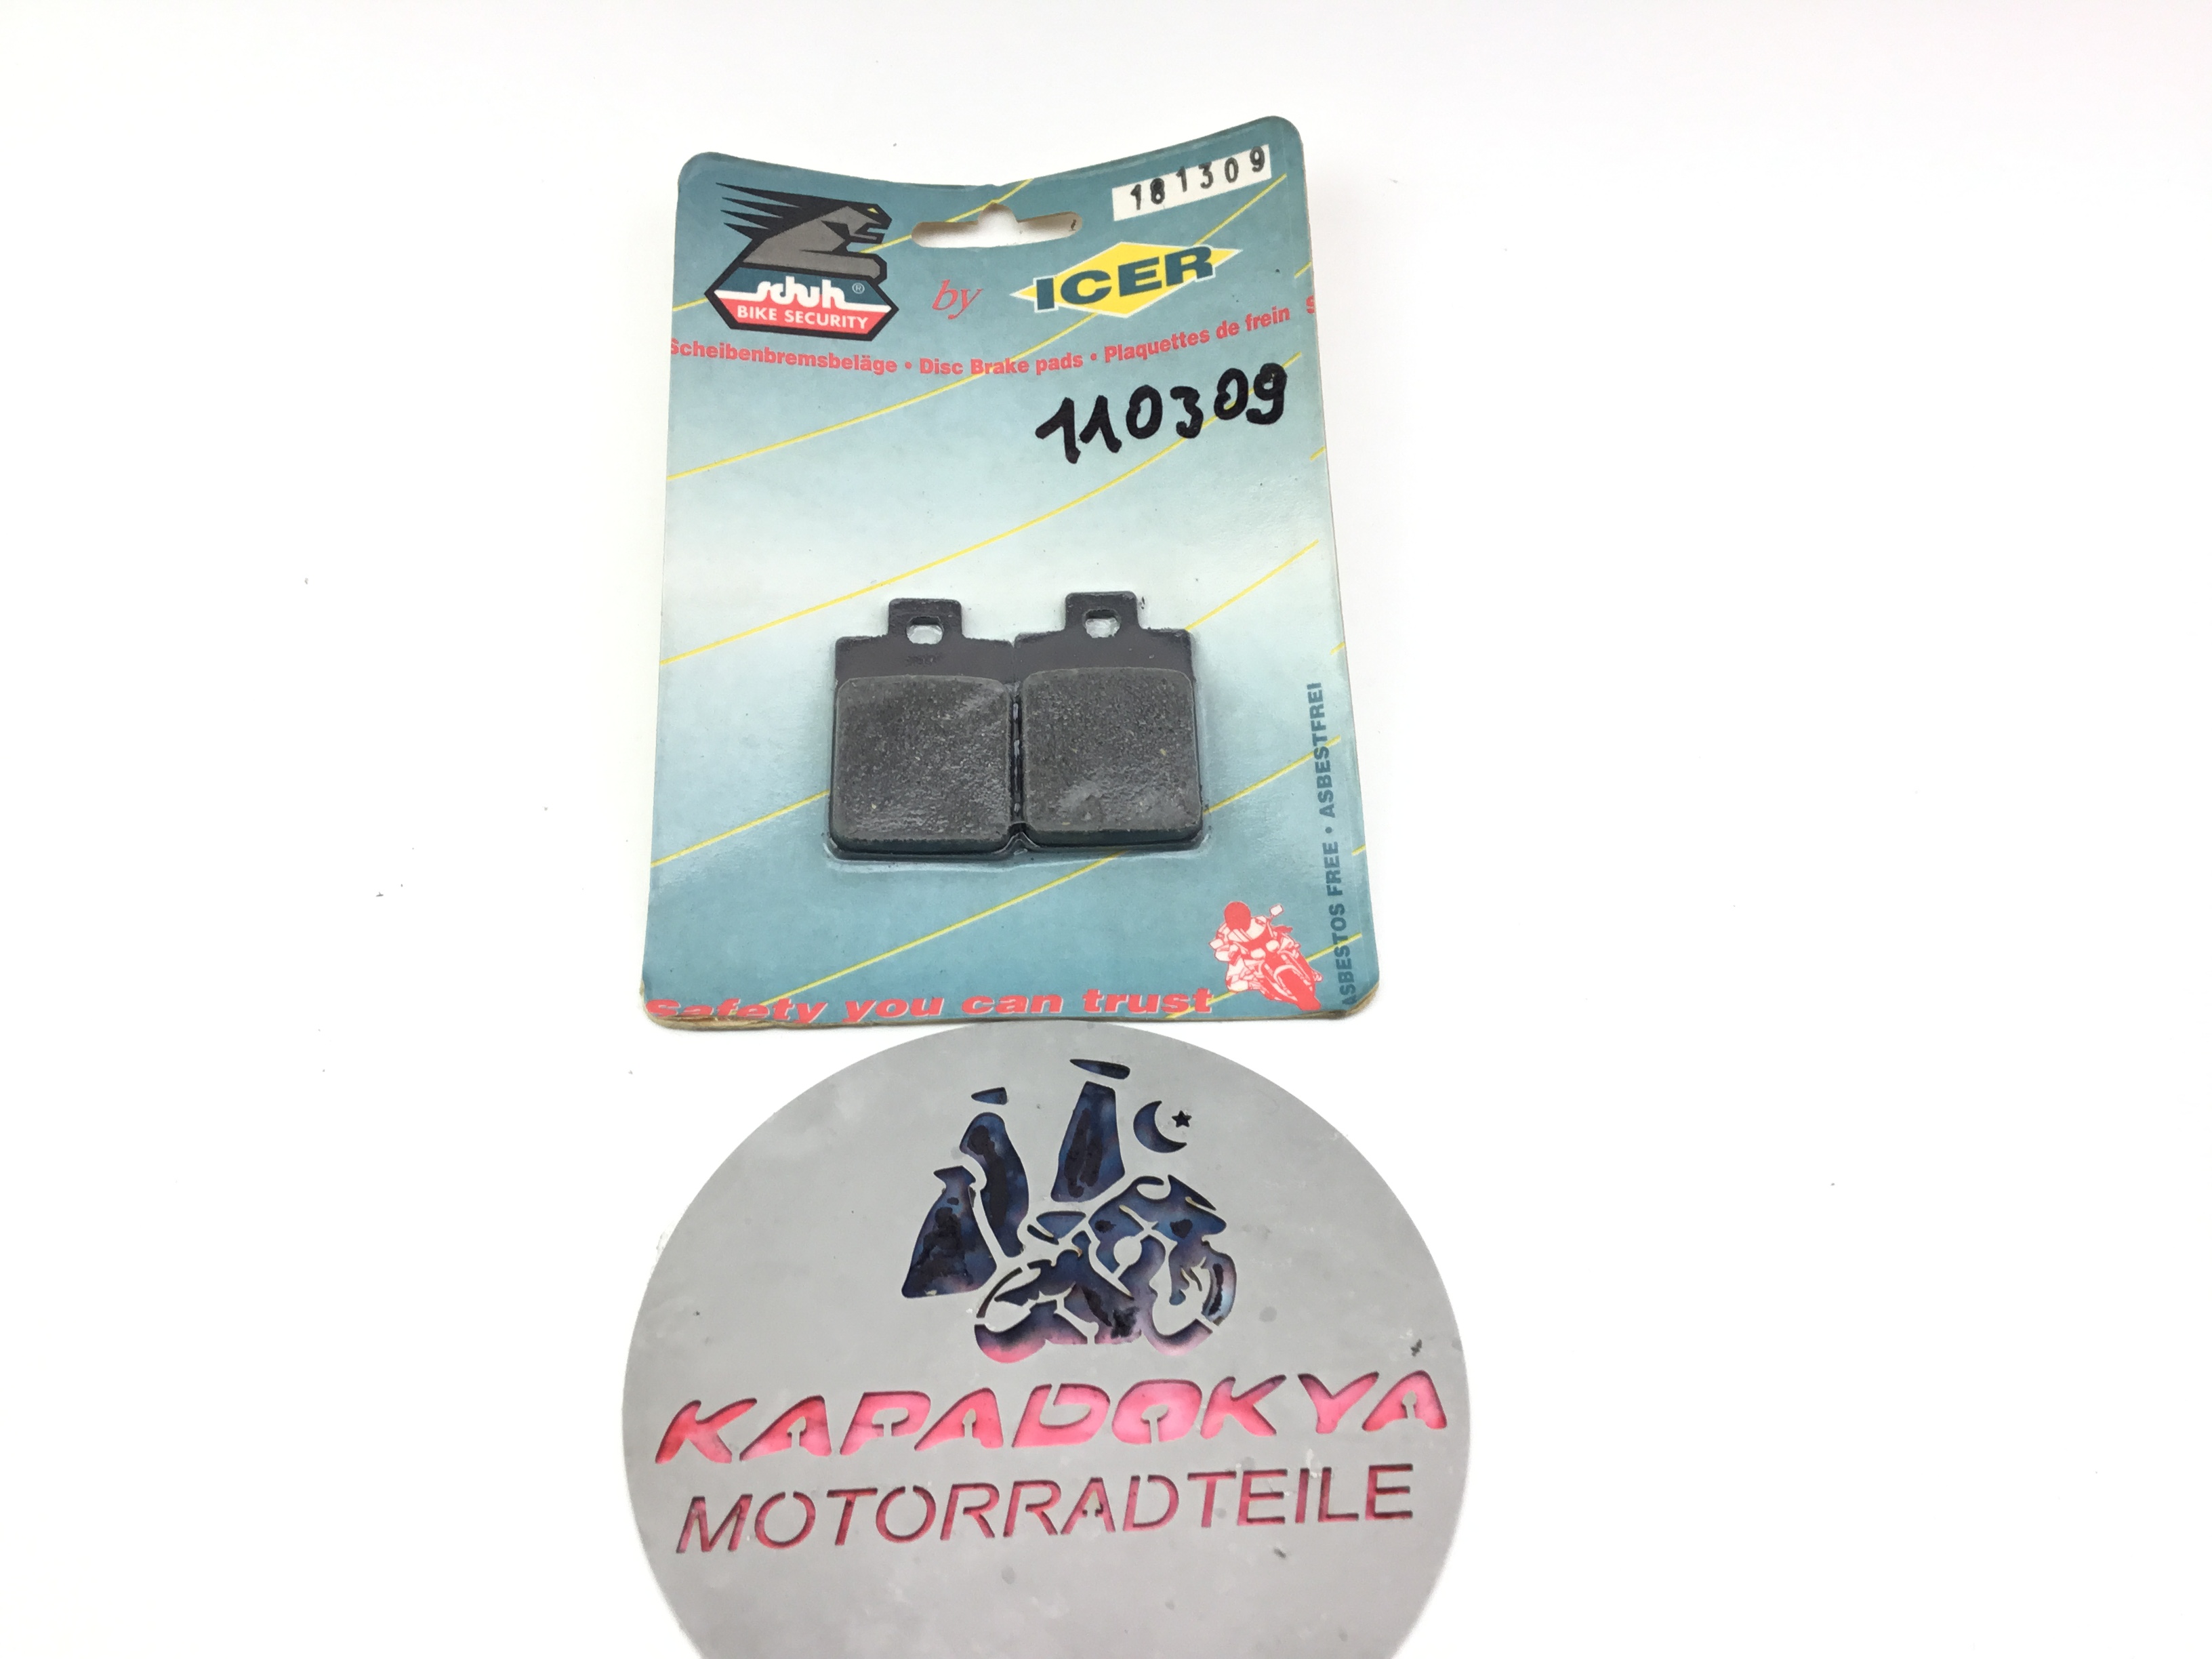 181309
Schuh®
BIKE SECURITY
by
ICER
Scheibenbremsbeläge • Disc Brake pads • Plaquettes de frein S
110309
ASBESTOS FREE • ASBESTFREI
Safety you can trust
KAPADOKYA
MOTORRADTEILE